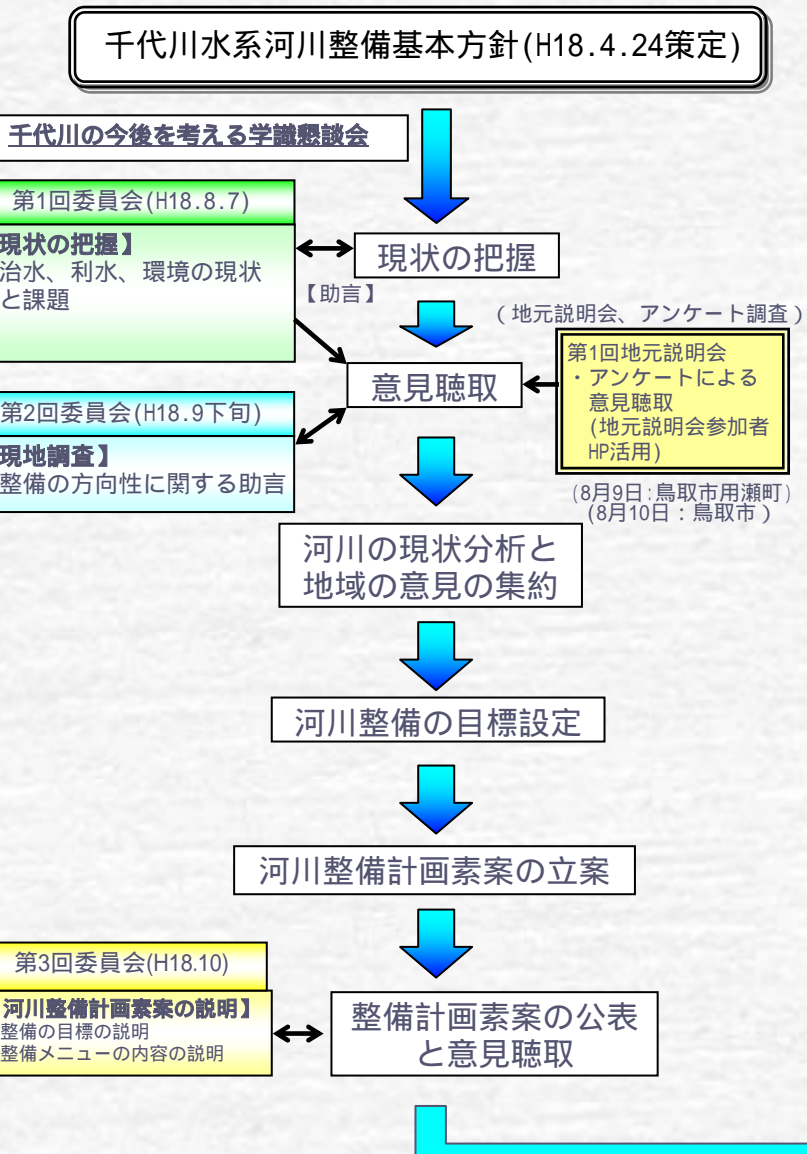 千代川水系河川整備基本方針(H18.4.24策定)
千代川の今後を考える学識懇談会
第1回委員会(H18.8.7)
現状の把握】
治水、利水、環境の現状
と課題
現状の把握
【助言】
(地元説明会、アンケート調査)
第1回地元説明会
・アンケートによる
意見聴取
(地元説明会参加者
HP活用)
意見聴取
第2回委員会(H18.9下旬)
現地調査】
整備の方向性に関する助言
(8月9日:鳥取市用瀬町)
(8月10日:鳥取市)
河川の現状分析と
地域の意見の集約
河川整備の目標設定
河川整備計画素案の立案
第3回委員会(H18.10)
河川整備計画素案の説明】
整備の目標の説明
整備メニューの内容の説明
整備計画素案の公表
と意見聴取